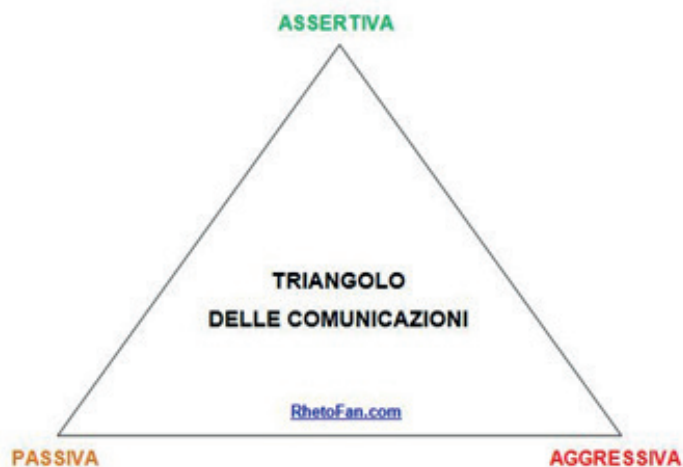 ASSERTIVA
TRIANGOLO
DELLE COMUNICAZIONI
RhetoFan.com
PASSIVA
AGGRESSIVA